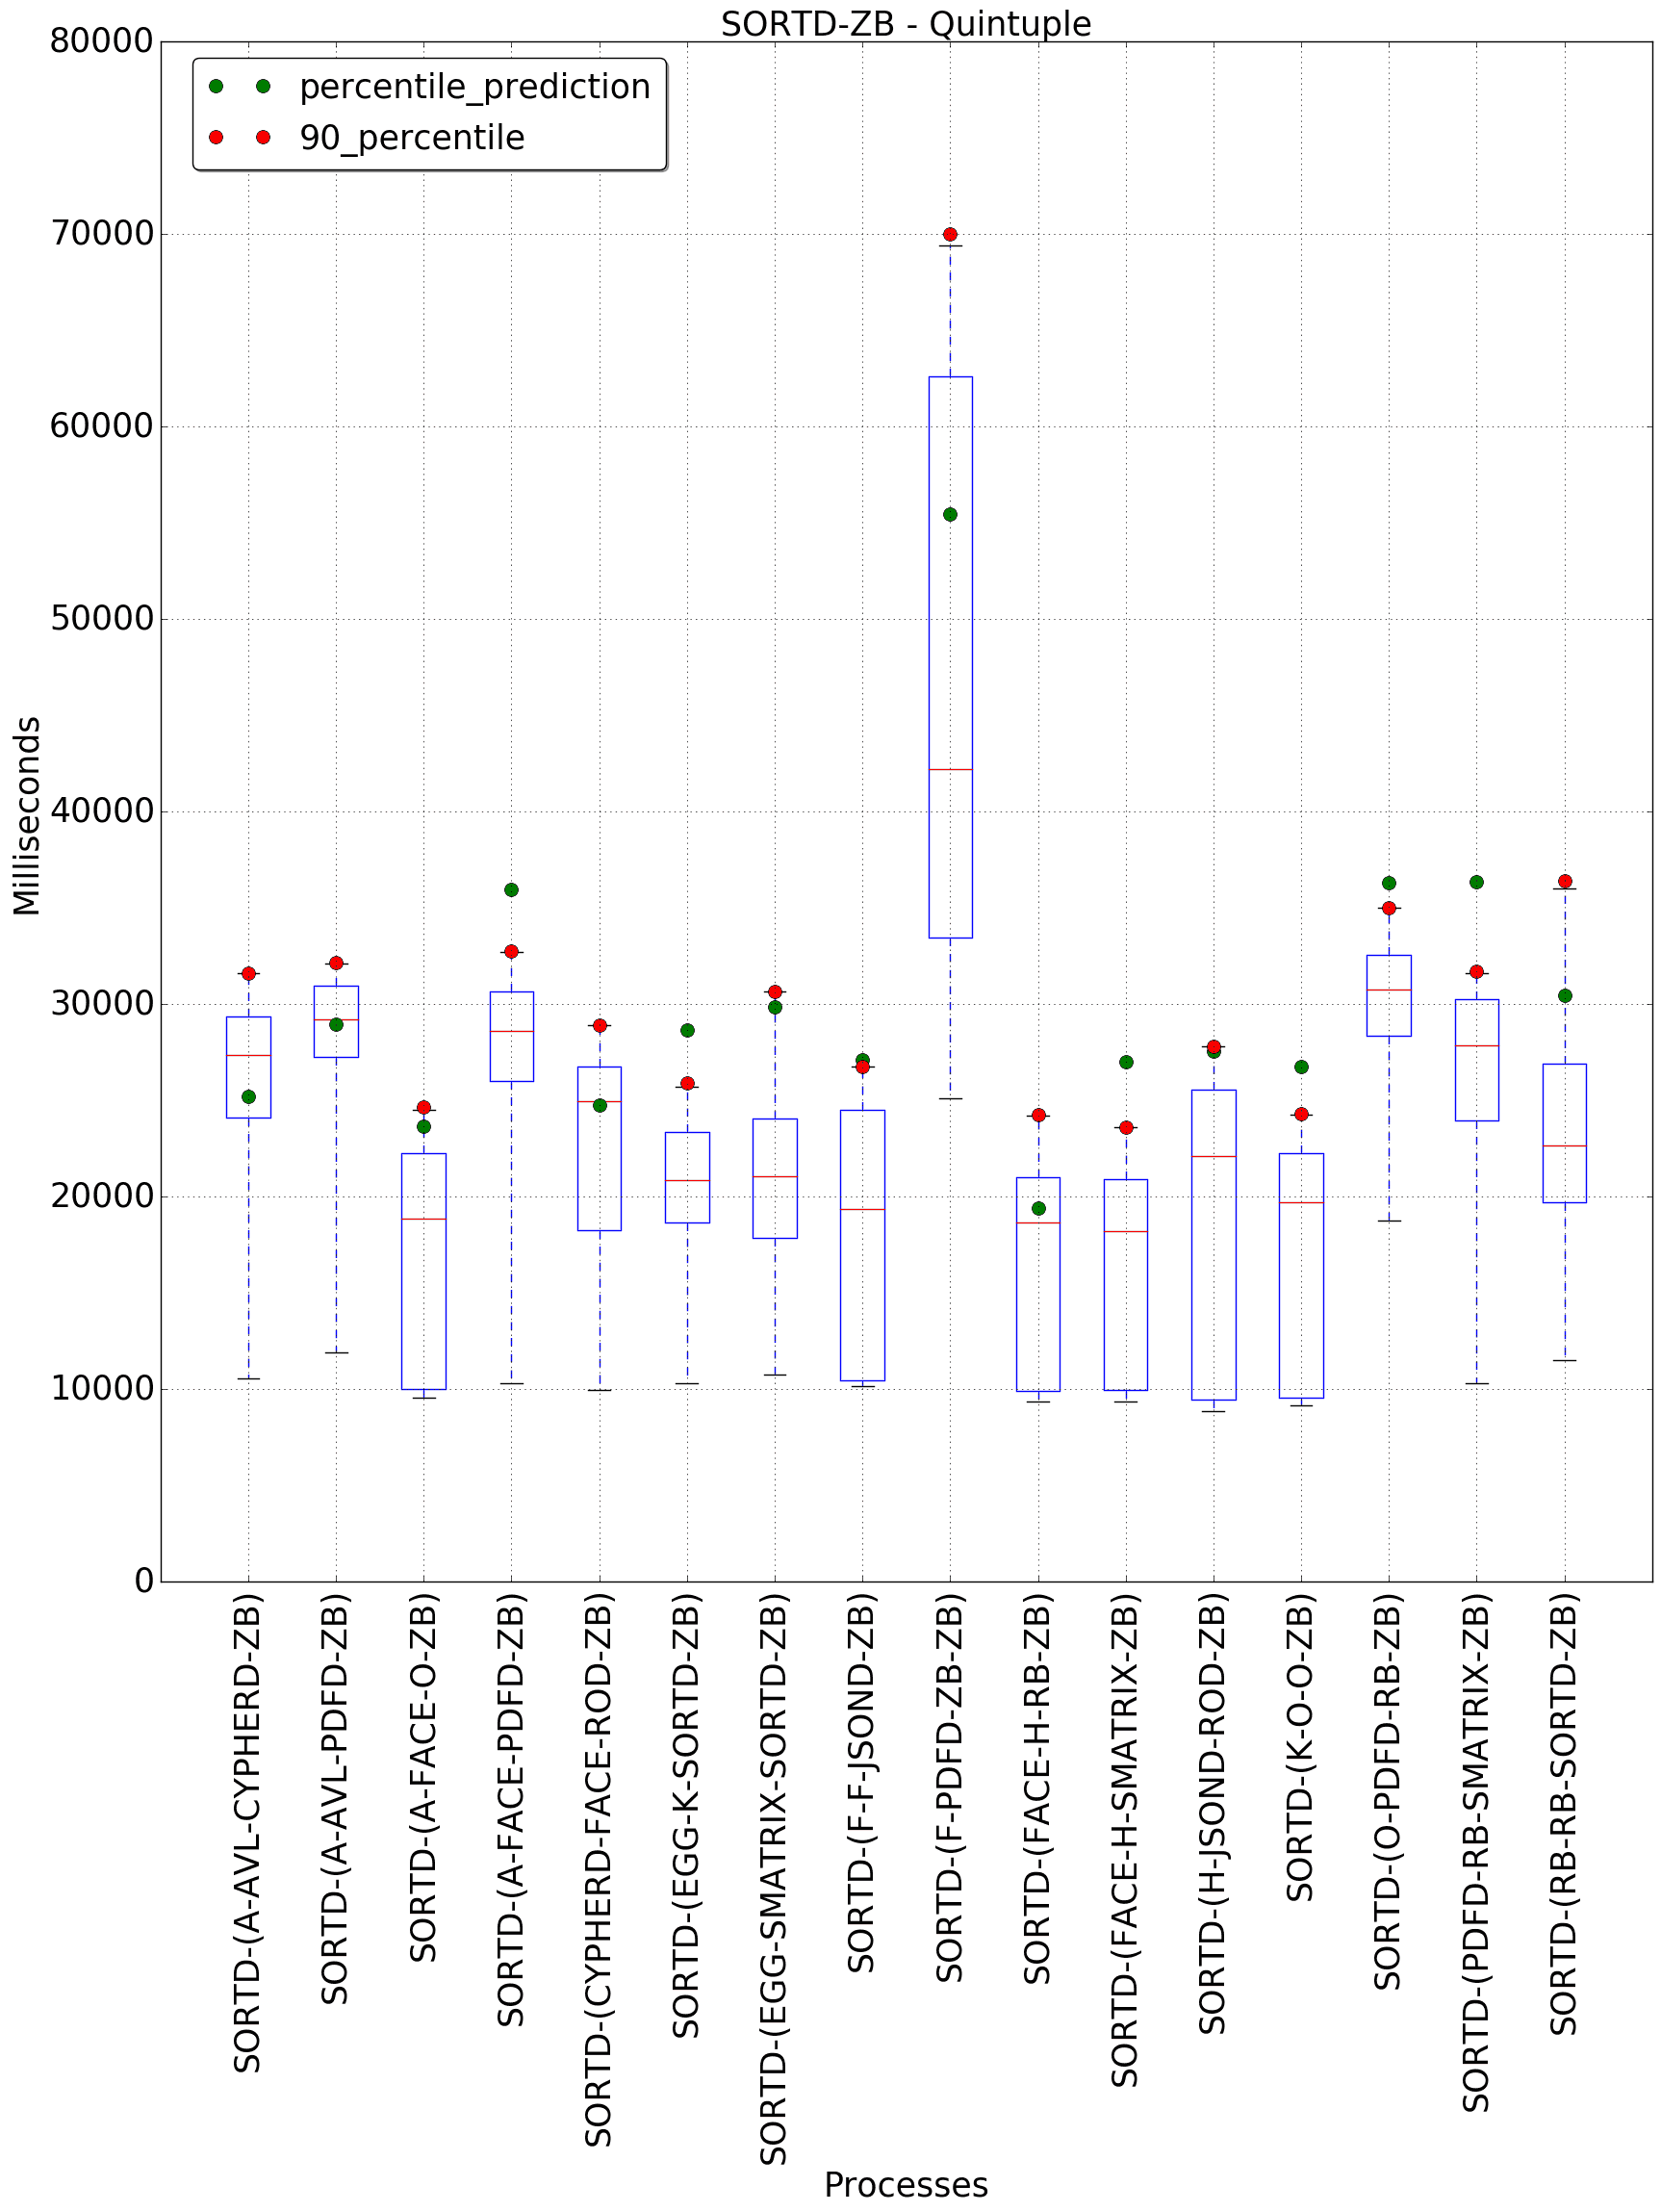 SORTD-ZB - Quintuple
percentile_prediction
90_percentile
80000
70000
60000
50000
40000
30000
20000
10000
0
Milliseconds
SORTD-(A-AVL-CYPHERD-ZB)
SORTD-(A-AVL-PDFD-ZB)
SORTD-(A-FACE-O-ZB)
SORTD-(A-FACE-PDFD-ZB)
SORTD-(CYPHERD-FACE-ROD-ZB)
SORTD-(EGG-K-SORTD-ZB)
SORTD-(EGG-SMATRIX-SORTD-ZB)
SORTD-(F-F-JSOND-ZB)
SORTD-(F-PDFD-ZB-ZB)
SORTD-(FACE-H-RB-ZB)
SORTD-(FACE-H-SMATRIX-ZB)
SORTD-(H-JSOND-ROD-ZB)
SORTD-(K-O-O-ZB)
SORTD-(O-PDFD-RB-ZB)
SORTD-(PDFD-RB-SMATRIX-ZB)
SORTD-(RB-RB-SORTD-ZB)
Processes